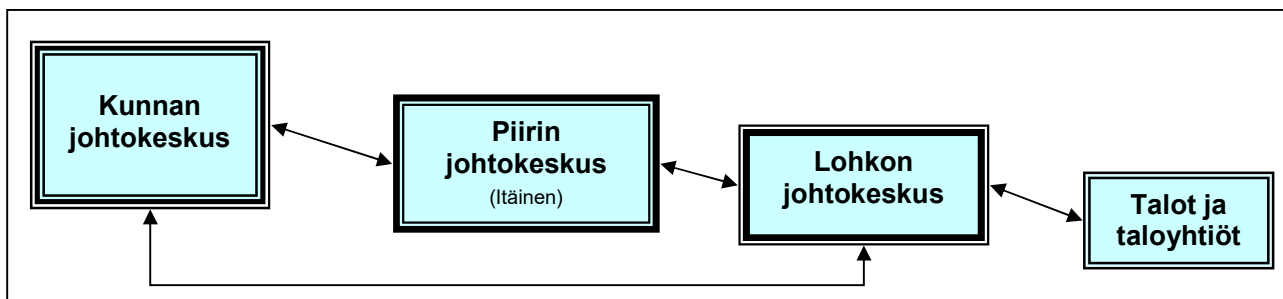 Kunnan
johtokeskus
Piirin
johtokeskus
(Itäinen)
Lohkon
johtokeskus
Talot ja
taloyhtiöt